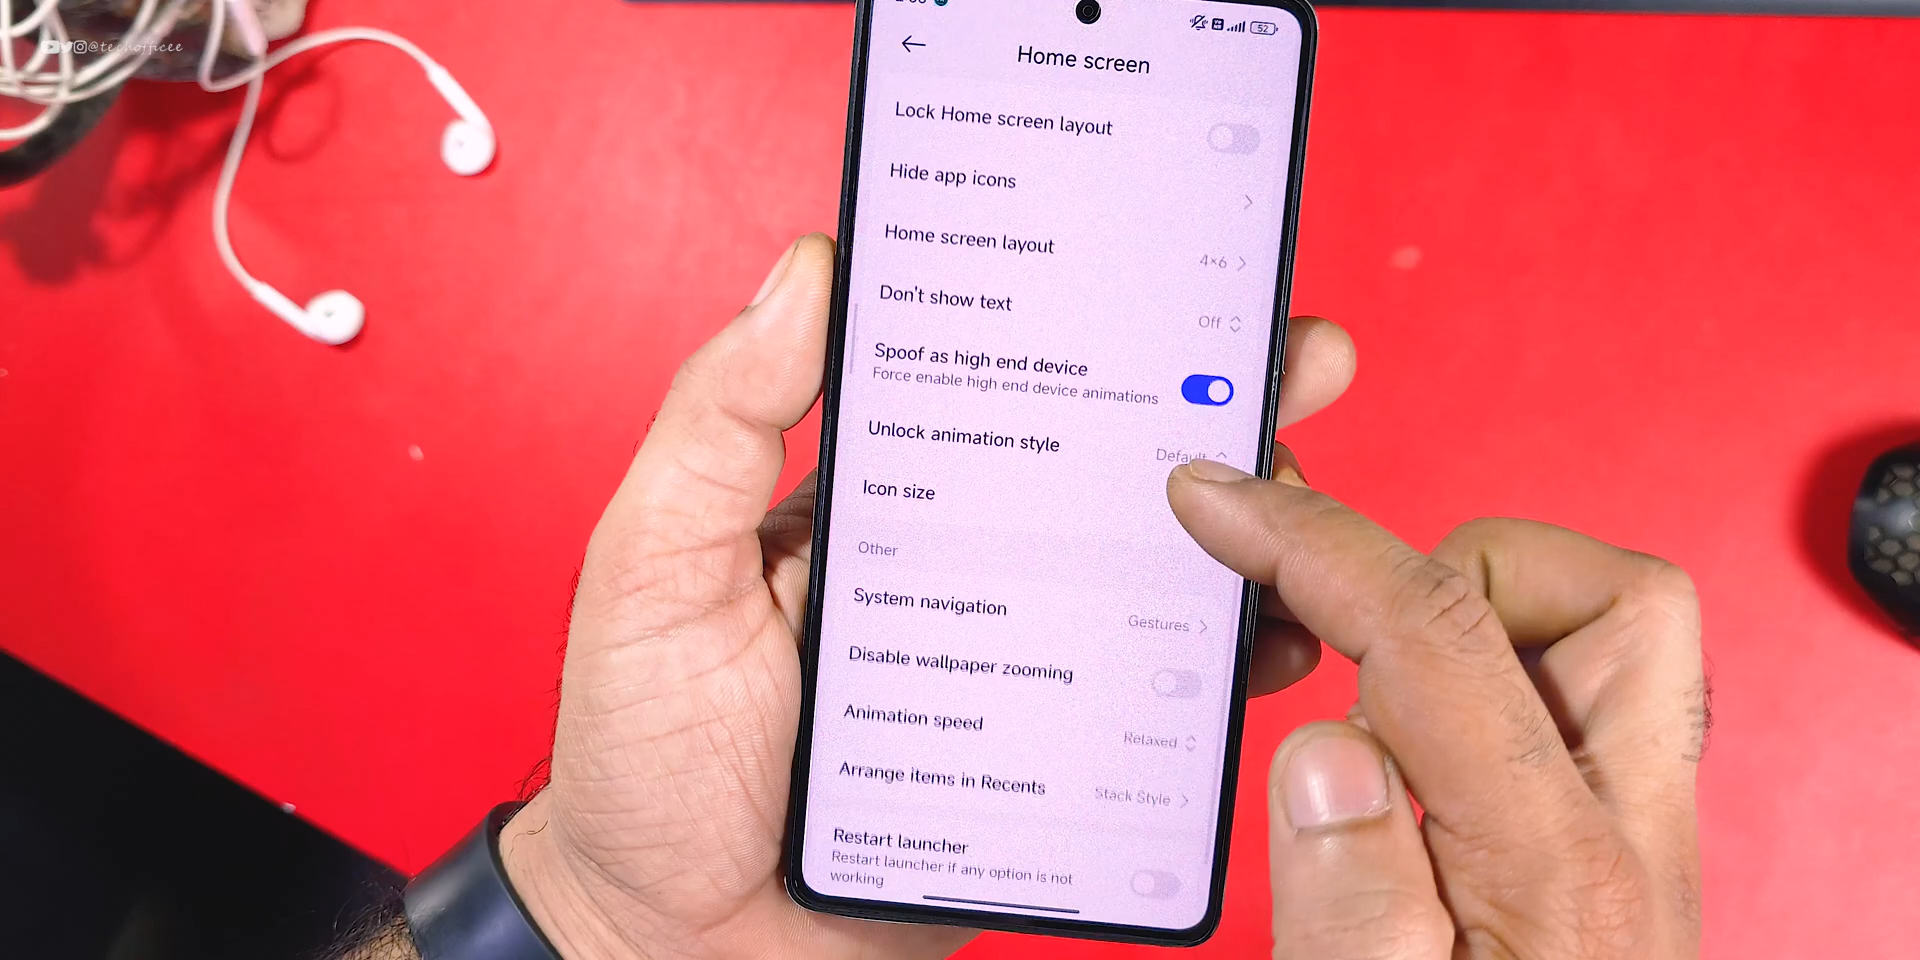 @techofficee
52
Home screen
Lock Home screen layout
Hide app icons
Home screen layout
4×6
Don't show text
Off
Spoof as high end device
Force enable high end device animations
Unlock animation style
Default
Icon size
Other
System navigation
Gestures
Disable wallpaper zooming
Animation speed
Relaxed
Arrange items in Recents
Stack Style
Restart launcher
Restart launcher if any option is not
working